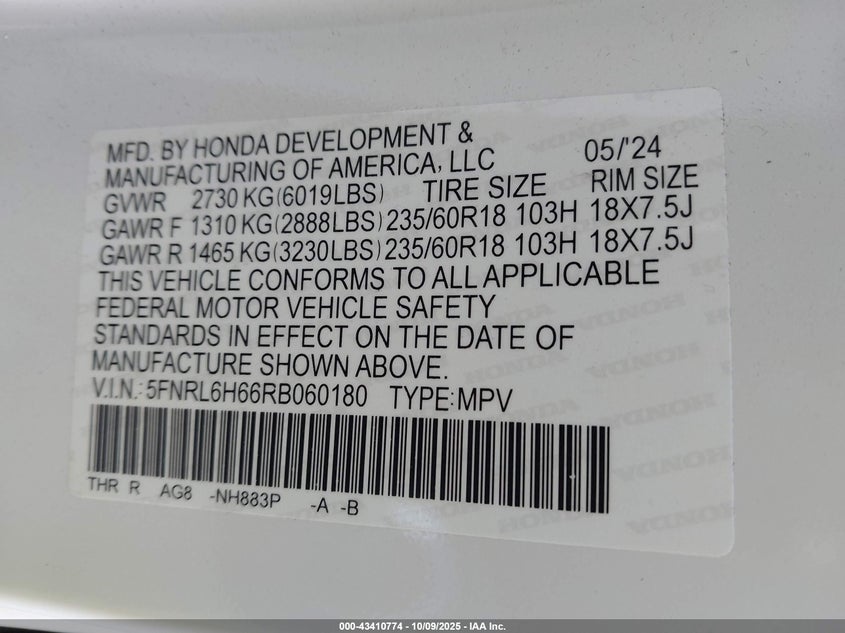 MFD. BY HONDA DEVELOPMENT &
MANUFACTURING OF AMERICA, LLC 05/'24
GVWR 2730 KG(6019LBS) TIRE SIZE RIM SIZE
GAWR F 1310 KG(2888LBS) 235/60R18 103H 18X7.5J
GAWR R 1465 KG(3230LBS) 235/60R18 103H 18X7.5J
THIS VEHICLE CONFORMS TO ALL APPLICABLE
FEDERAL MOTOR VEHICLE SAFETY
STANDARDS IN EFFECT ON THE DATE OF
MANUFACTURE SHOWN ABOVE.
V.I.N.: 5FNRL6H66RB060180 TYPE: MPV
THR R AG8 -NH883P -A -B
000-43410774 - 10/09/2025 - IAA Inc.